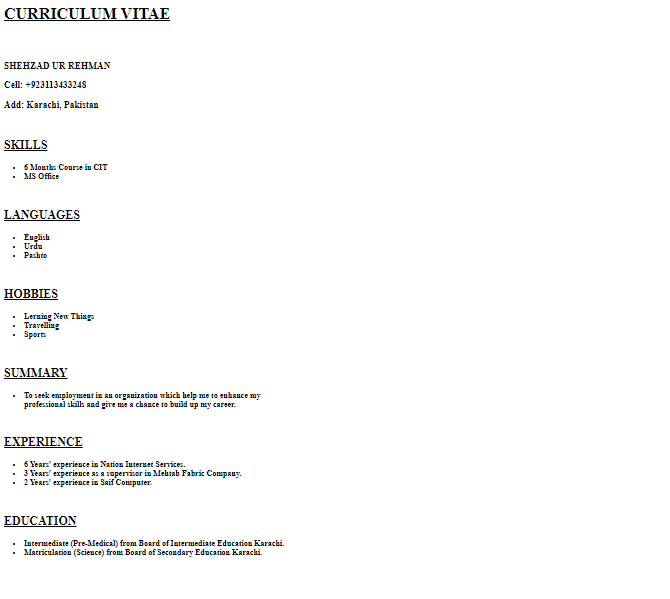 CURRICULUM VITAE
SHEHZAD UR REHMAN
Cell: +923113433248
Add: Karachi, Pakistan
SKILLS
• 6 Months Course in CIT
• MS Office
LANGUAGES
• English
• Urdu
• Pashto
HOBBIES
• Lerning New Things
• Travelling
• Sports
SUMMARY
• To seek employment in an organization which help me to enhance my
professional skills and give me a chance to build up my career.
EXPERIENCE
• 6 Years' experience in Nation Internet Services.
• 3 Years' experience as a supervisor in Mehtab Fabric Company.
• 2 Years' experience in Saif Computer.
EDUCATION
• Intermediate (Pre-Medical) from Board of Intermediate Education Karachi.
• Matriculation (Science) from Board of Secondary Education Karachi.